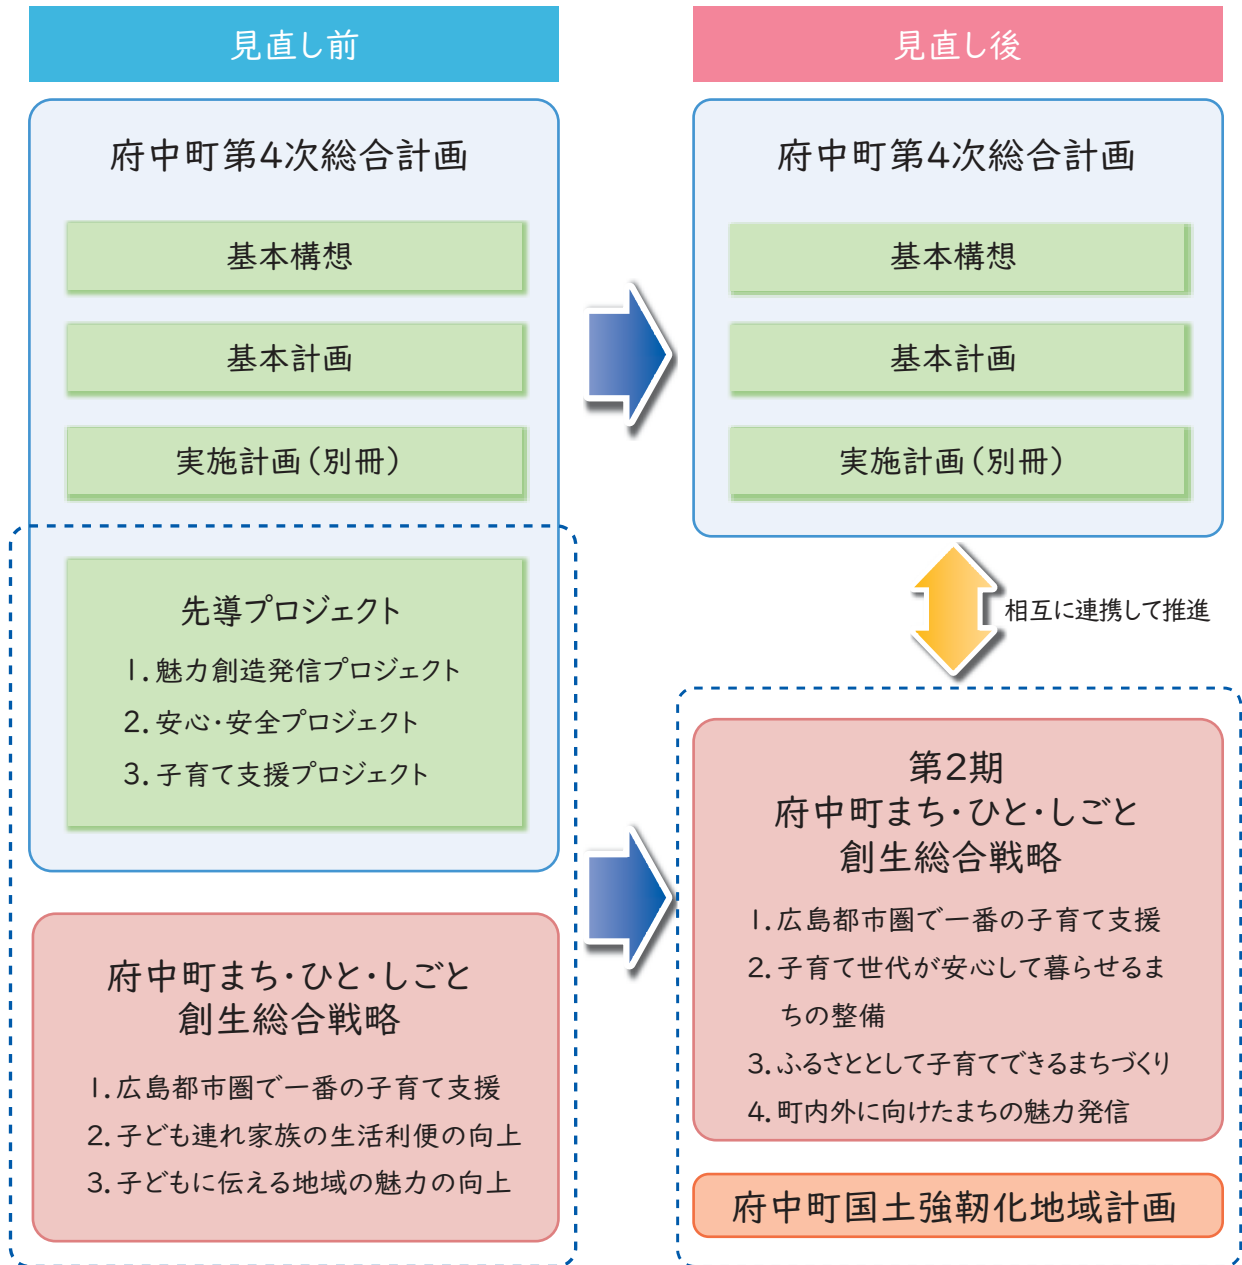 見直し前
府中町第4次総合計画
基本構想
基本計画
実施計画(別冊)
先導プロジェクト
1.魅力創造発信プロジェクト
2.安心・安全プロジェクト
3.子育て支援プロジェクト
府中町まち・ひと・しごと
創生総合戦略
1.広島都市圏で一番の子育て支援
2.子ども連れ家族の生活利便の向上
3.子どもに伝える地域の魅力の向上
見直し後
府中町第4次総合計画
基本構想
基本計画
実施計画(別冊)
相互に連携して推進
第2期
府中町まち・ひと・しごと
創生総合戦略
1.広島都市圏で一番の子育て支援
2.子育て世代が安心して暮らせるま
ちの整備
3.ふるさととして子育てできるまちづくり
4.町内外に向けたまちの魅力発信
府中町国土強靭化地域計画